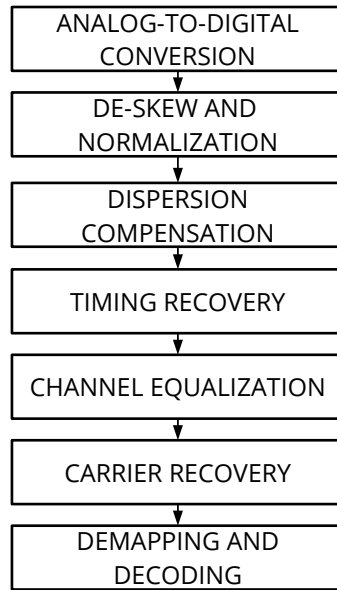 ANALOG-TO-DIGITAL
CONVERSION
DE-SKEW AND
NORMALIZATION
DISPERSION
COMPENSATION
TIMING RECOVERY
CHANNEL EQUALIZATION
CARRIER RECOVERY
DEMAPPING AND
DECODING